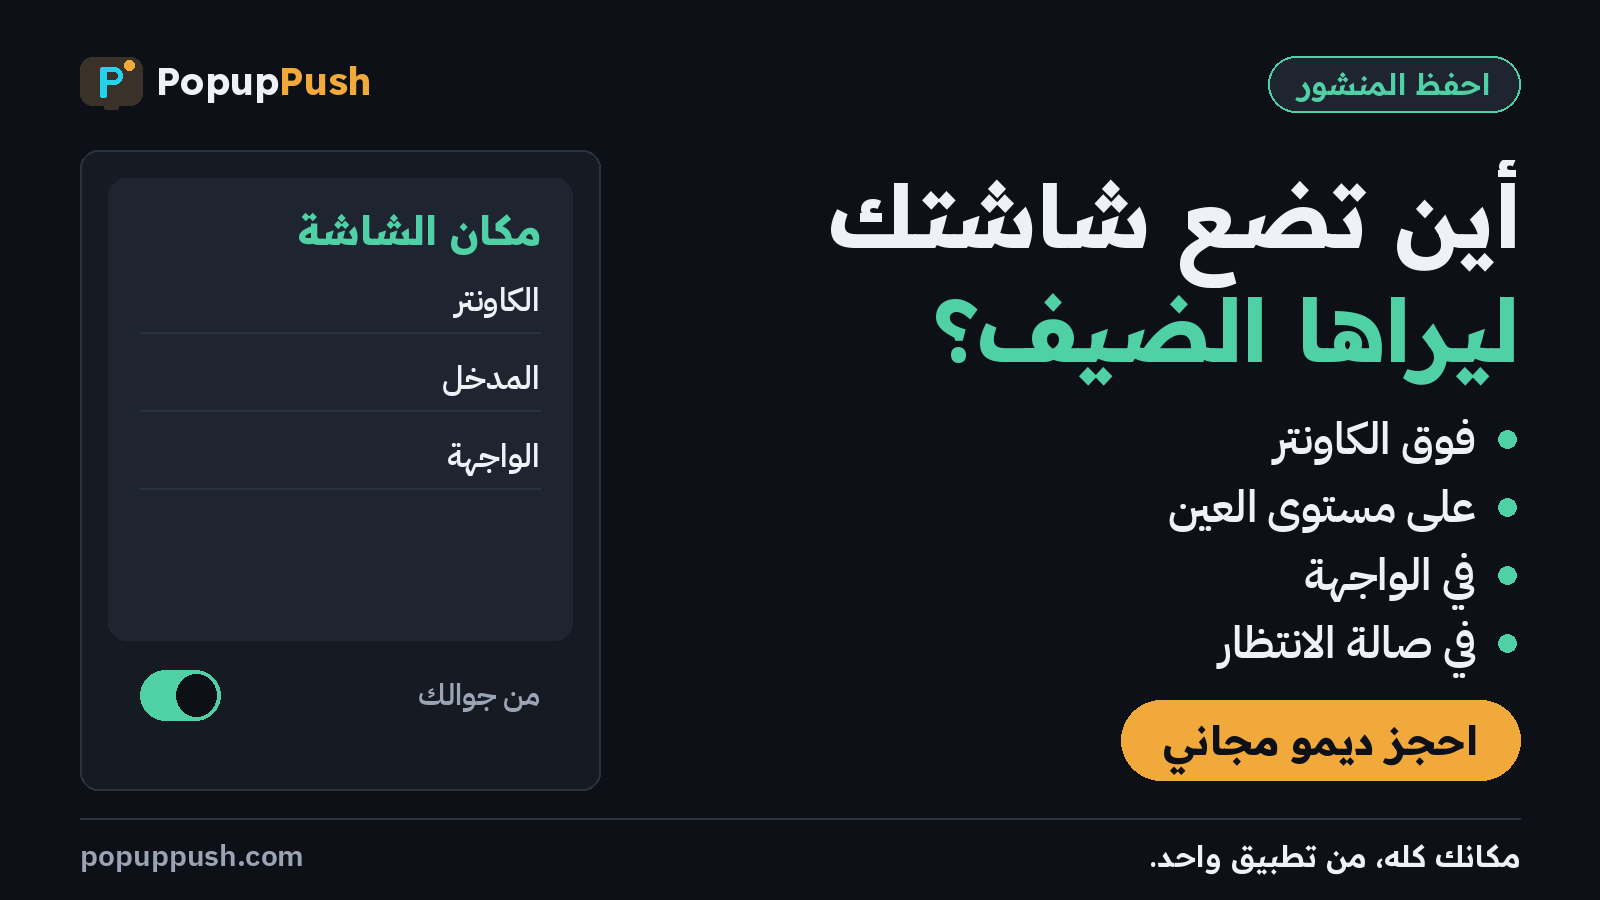 PopupPush
احفظ المنشور
أين تضع شاشتك
ليراها الضيف؟
فوق الكاونتر
على مستوى العين
في الواجهة
في صالة الانتظار
احجز ديمو مجاني
مكان الشاشة
الكاونتر
المدخل
الواجهة
من جوالك
مكانك كله، من تطبيق واحد.
popuppush.com